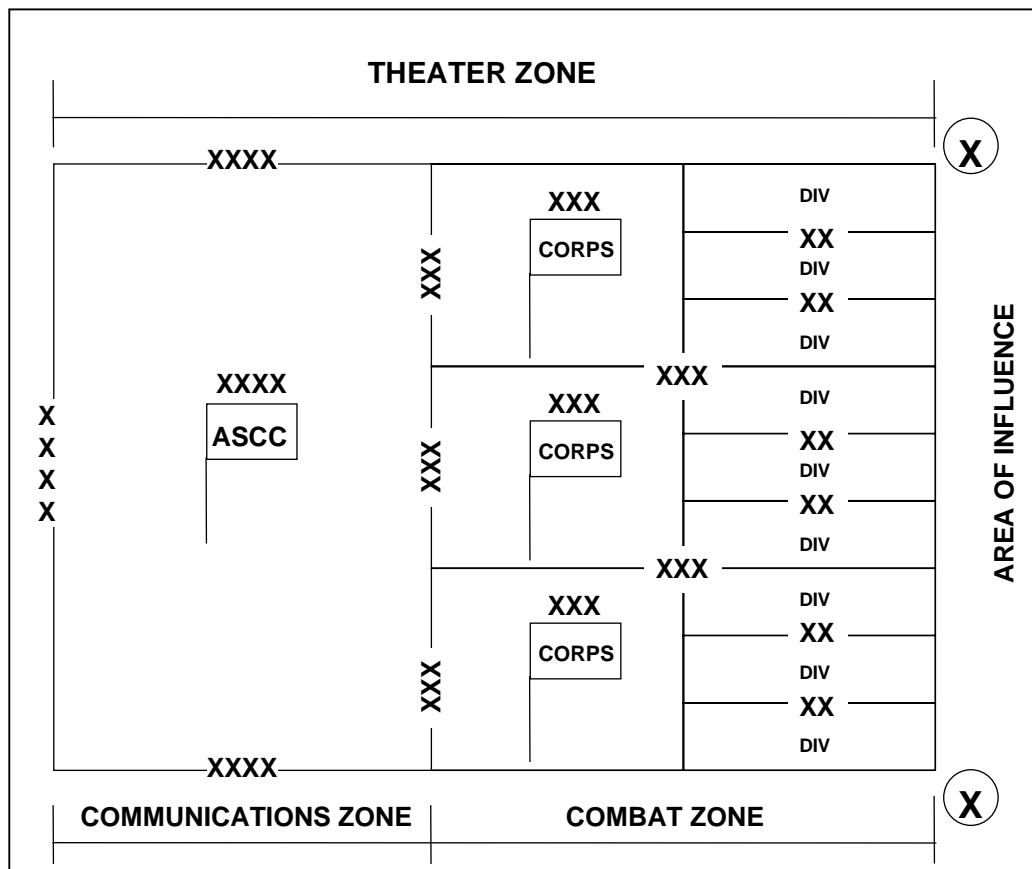 THEATER ZONE
XXXX
X
XXX
CORPS
DIV
XX
DIV
XX
DIV
XXX
XXX
XXXX
ASCC
XXXX
XXX
CORPS
DIV
XX
DIV
XX
DIV
XXX
XXX
XXX
CORPS
DIV
XX
DIV
XX
DIV
XXX
XXXX
AREA OF INFLUENCE
X
COMMUNICATIONS ZONE
COMBAT ZONE